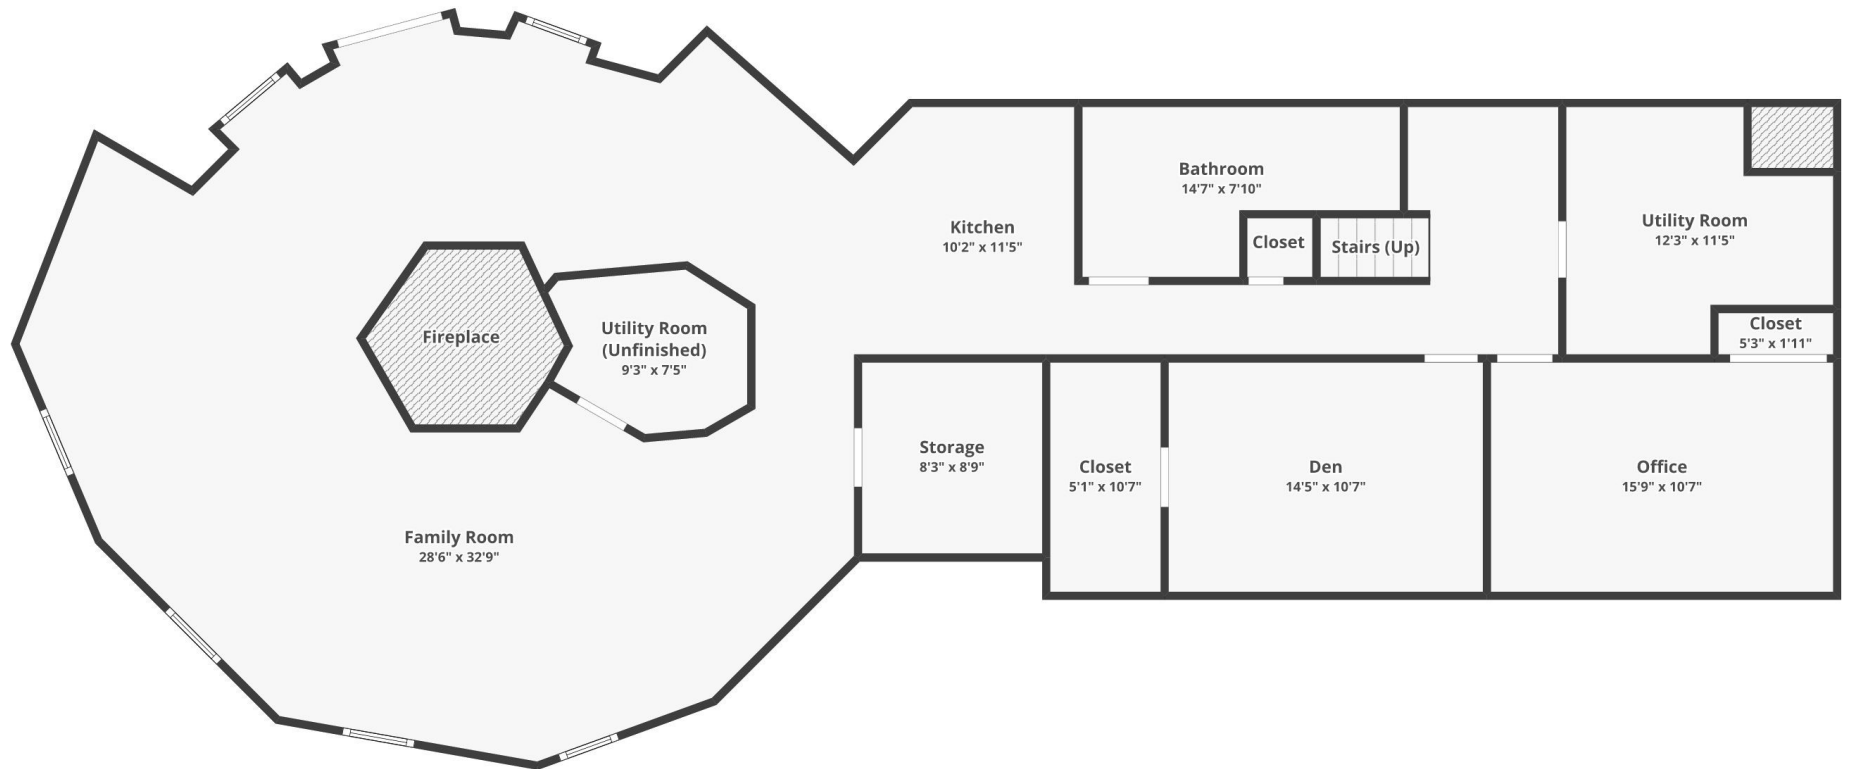 Bathroom
14'7" x 7'10"
Kitchen
10'2" x 11'5"
Closet
Stairs (Up)
Utility Room
12'3" x 11'5"
Fireplace
Utility Room
(Unfinished)
9'3" x 7'5"
Closet
5'3" x 1'11"
Storage
8'3" x 8'9"
Closet
5'1" x 10'7"
Den
14'5" x 10'7"
Office
15'9" x 10'7"
Family Room
28'6" x 32'9"